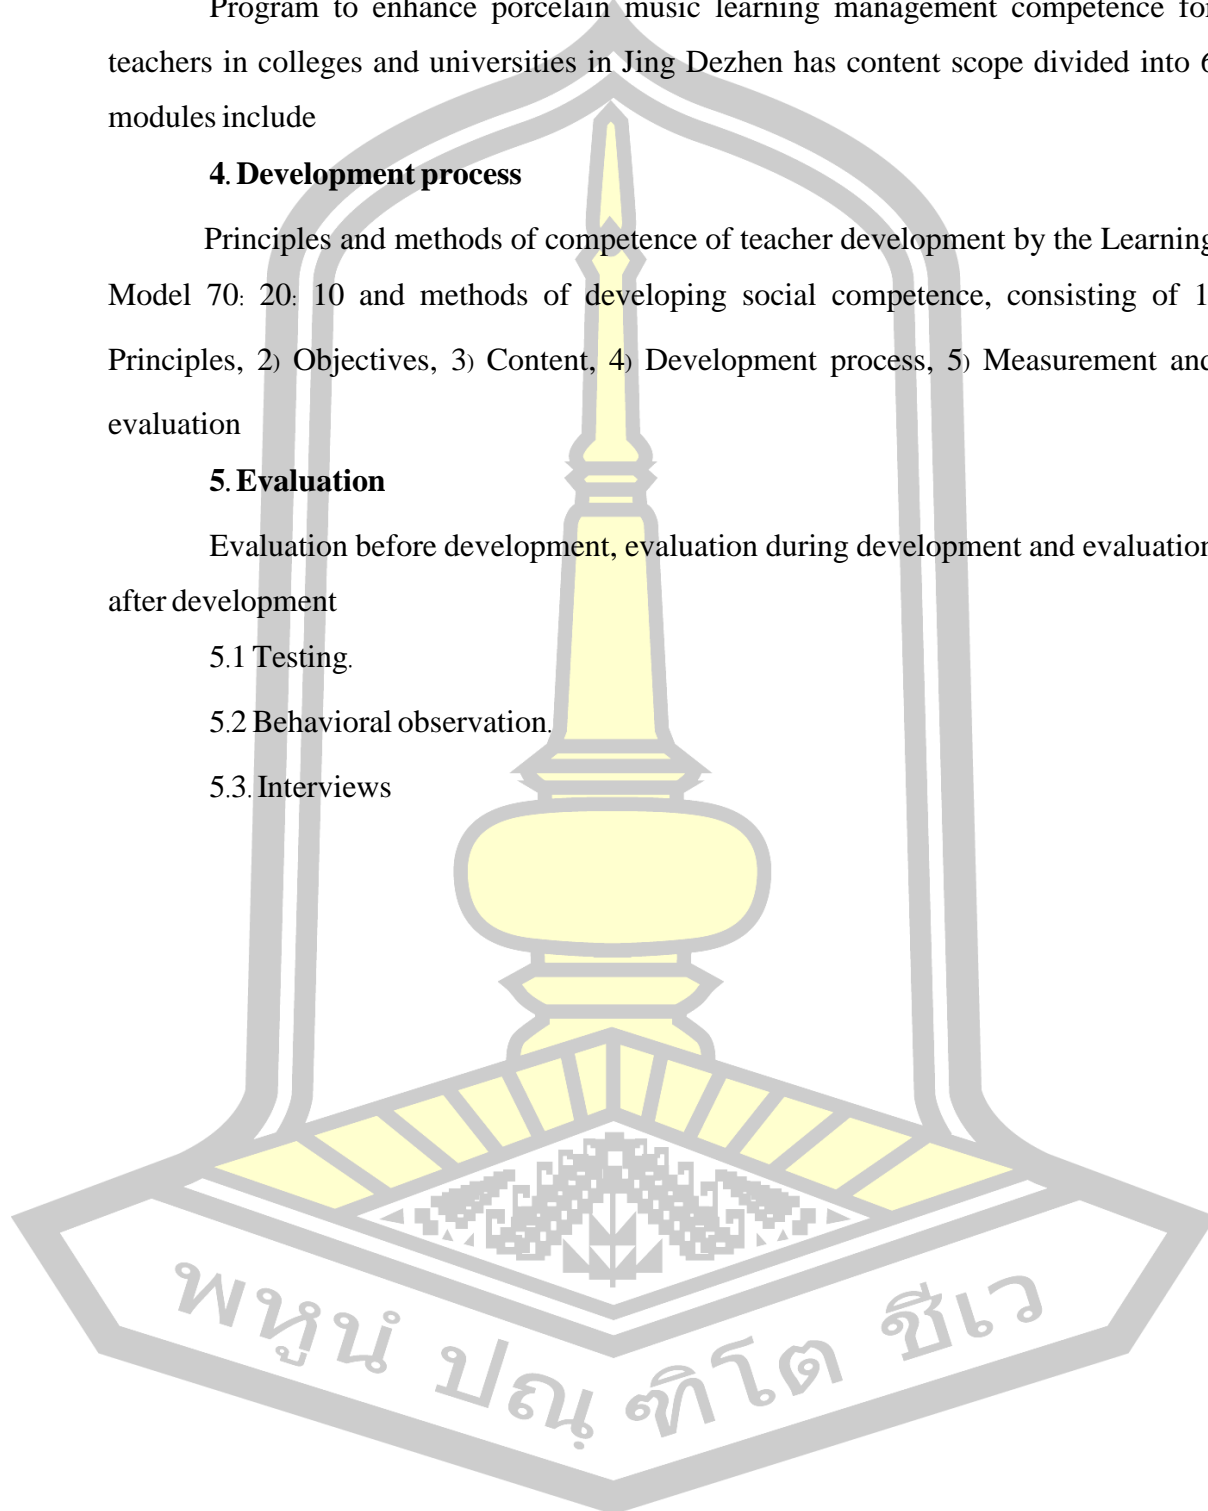 Program to enhance porcelain music learning management competence for
teachers in colleges and universities in Jing Dezhen has content scope divided into 6
modules include
4. Development process
Principles and methods of competence of teacher development by the Learning
Model 70: 20: 10 and methods of developing social competence, consisting of 1
Principles, 2) Objectives, 3) Content, 4) Development process, 5) Measurement and
evaluation
5. Evaluation
Evaluation before development, evaluation during development and evaluation
after development
5.1 Testing.
5.2 Behavioral observation.
5.3. Interviews
พหูนํ ปณฺฑิโต ชีเว